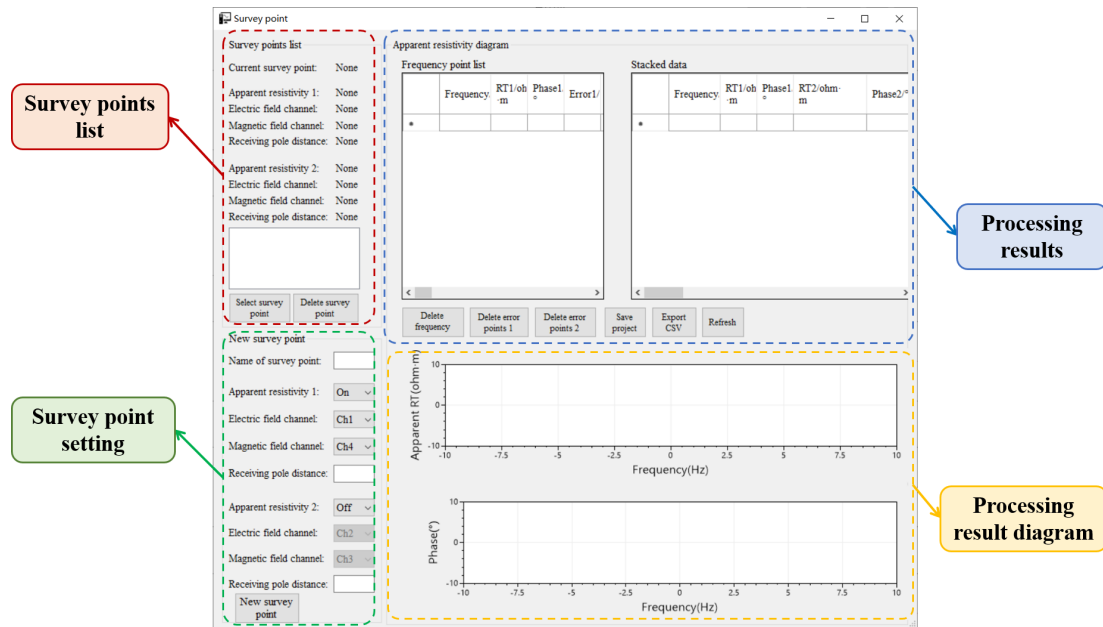 Survey point
Survey points list
Current survey point: None
Apparent resistivity 1: None
Electric field channel: None
Magnetic field channel: None
Receiving pole distance: None
Apparent resistivity 2: None
Electric field channel: None
Magnetic field channel: None
Receiving pole distance: None
Select survey
point
Delete survey
point
New survey point
Name of survey point:
Apparent resistivity 1: On
Electric field channel: Ch1
Magnetic field channel: Ch4
Receiving pole distance:
Apparent resistivity 2: Off
Electric field channel: Ch2
Magnetic field channel: Ch3
Receiving pole distance:
New survey
point
Apparent resistivity diagram
Frequency point list
Frequency RT1/oh·m Phase1/° Error1/
*
Stacked data
Frequency RT1/oh·m Phase1/° RT2/ohm·m Phase2/°
*
Delete
frequency
Delete error
points 1
Delete error
points 2
Save
project
Export
CSV
Refresh
Apparent RT(ohm·m)
10
0
-10
-10 -7.5 -5 -2.5 0 2.5 5 7.5 10
Frequency(Hz)
Phase(°)
10
0
-10
-10 -7.5 -5 -2.5 0 2.5 5 7.5 10
Frequency(Hz)
Survey points
list
Survey point
setting
Processing
results
Processing
result diagram